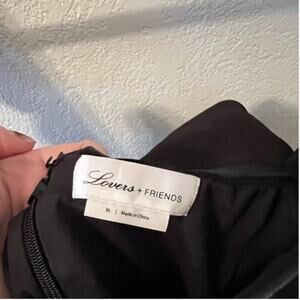 Lovers + FRIENDS
XL | Made in China